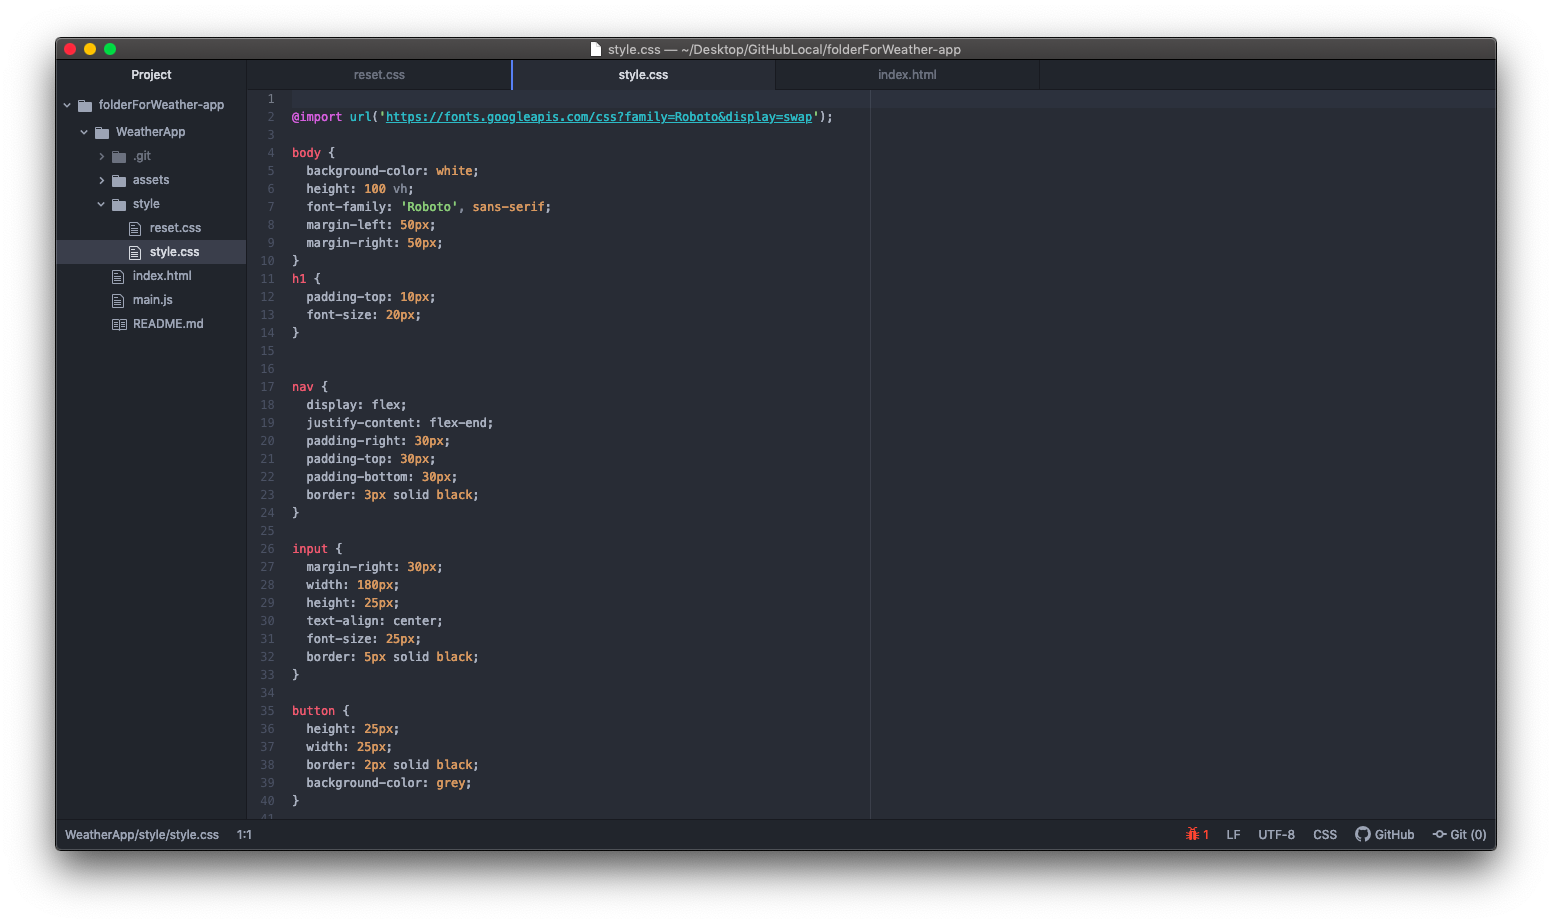 style.css — ~/Desktop/GitHubLocal/folderForWeather-app
Project
folderForWeather-app
WeatherApp
.git
assets
style
reset.css
style.css
index.html
main.js
README.md
reset.css
style.css
index.html
1
2 @import url('https://fonts.googleapis.com/css?family=Roboto&display=swap');
3
4 body {
5 background-color: white;
6 height: 100 vh;
7 font-family: 'Roboto', sans-serif;
8 margin-left: 50px;
9 margin-right: 50px;
10 }
11 h1 {
12 padding-top: 10px;
13 font-size: 20px;
14 }
15
16
17 nav {
18 display: flex;
19 justify-content: flex-end;
20 padding-right: 30px;
21 padding-top: 30px;
22 padding-bottom: 30px;
23 border: 3px solid black;
24 }
25
26 input {
27 margin-right: 30px;
28 width: 180px;
29 height: 25px;
30 text-align: center;
31 font-size: 25px;
32 border: 5px solid black;
33 }
34
35 button {
36 height: 25px;
37 width: 25px;
38 border: 2px solid black;
39 background-color: grey;
40 }
41
WeatherApp/style/style.css 1:1
1 LF UTF-8 CSS GitHub Git (0)